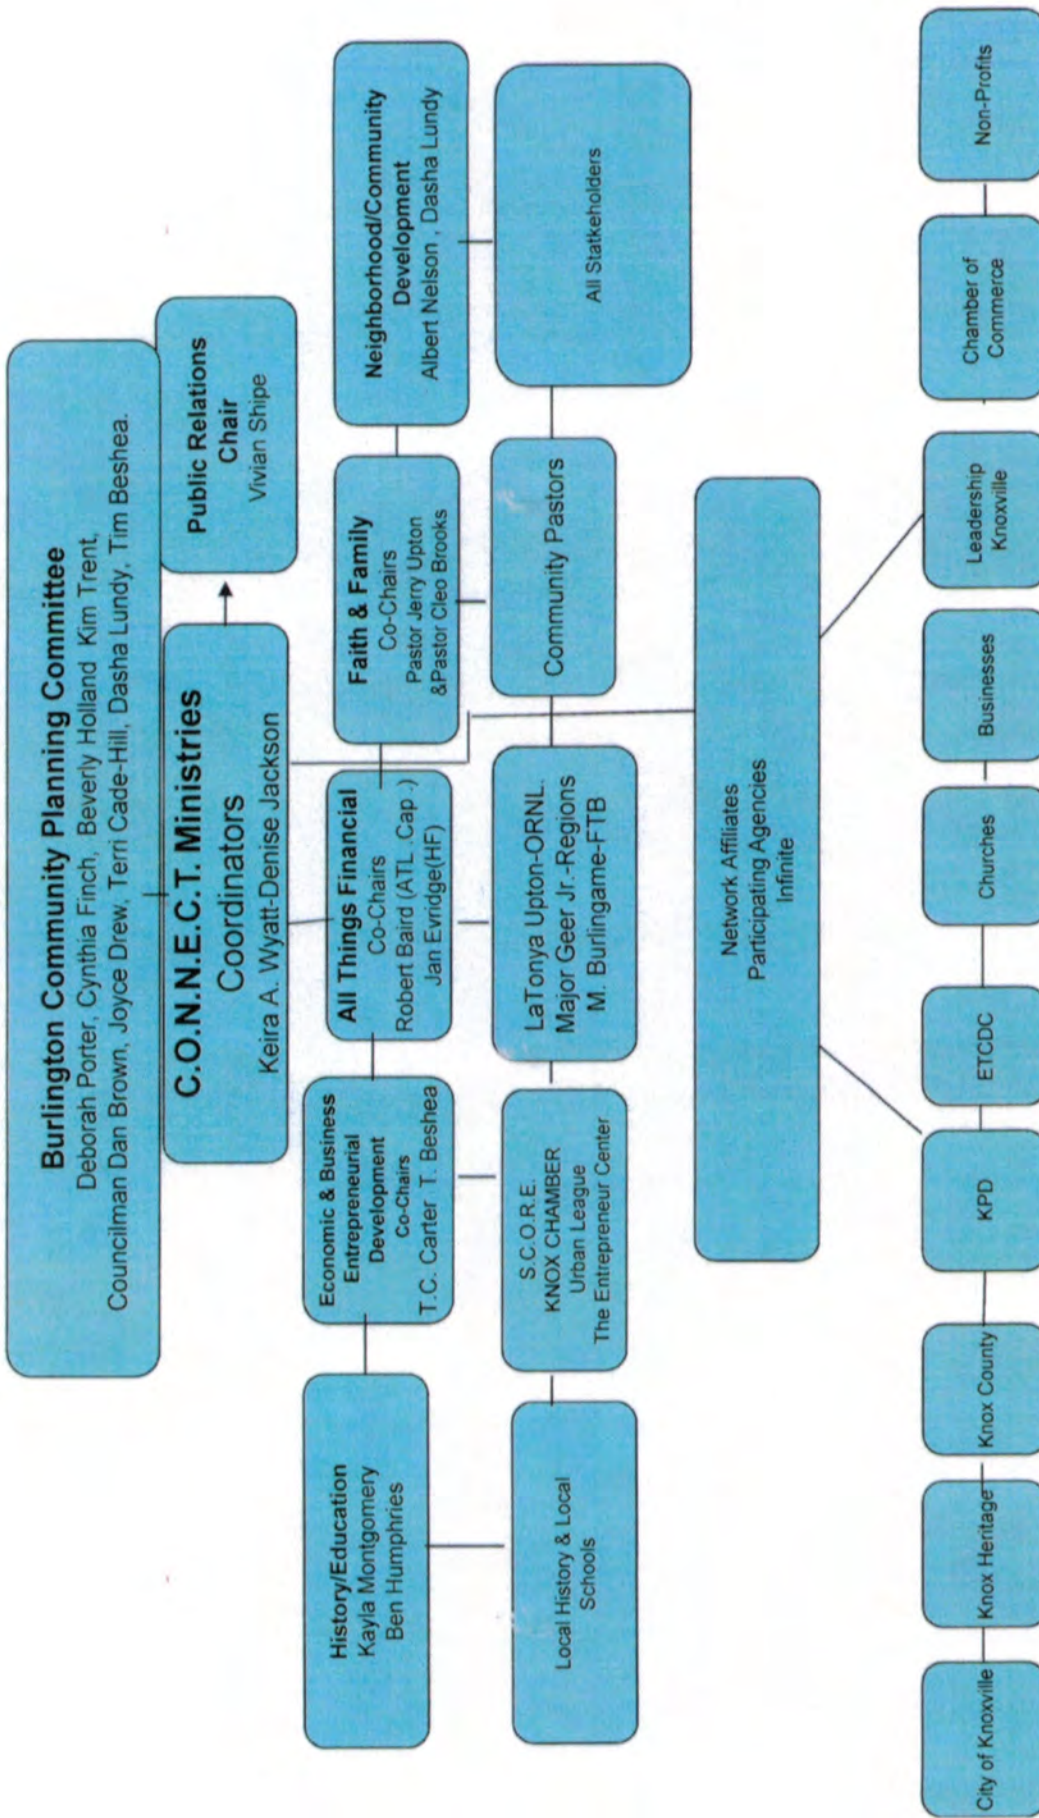 Burlington Community Planning Committee
Deborah Porter, Cynthia Finch, Beverly Holland Kim Trent,
Councilman Dan Brown, Joyce Drew, Terri Cade-Hill, Dasha Lundy, Tim Beshea.
C.O.N.N.E.C.T. Ministries
Coordinators
Keira A. Wyatt-Denise Jackson
Public Relations
Chair
Vivian Shipe
History/Education
Kayla Montgomery
Ben Humphries
Economic & Business
Entrepreneurial
Development
Co-Chairs
T.C. Carter T. Beshea
All Things Financial
Co-Chairs
Robert Baird (ATL .Cap .)
Jan Evridge(HF)
Faith & Family
Co-Chairs
Pastor Jerry Upton
&Pastor Cleo Brooks
Neighborhood/Community
Development
Albert Nelson , Dasha Lundy
Local History & Local
Schools
S.C.O.R.E.
KNOX CHAMBER
Urban League
The Entrepreneur Center
LaTonya Upton-ORNL.
Major Geer Jr.-Regions
M. Burlingame-FTB
Community Pastors
All Statkeholders
Network Affiliates
Participating Agencies
Infinite
City of Knoxville
Knox Heritage
Knox County
KPD
ETCDC
Churches
Businesses
Leadership
Knoxville
Chamber of
Commerce
Non-Profits